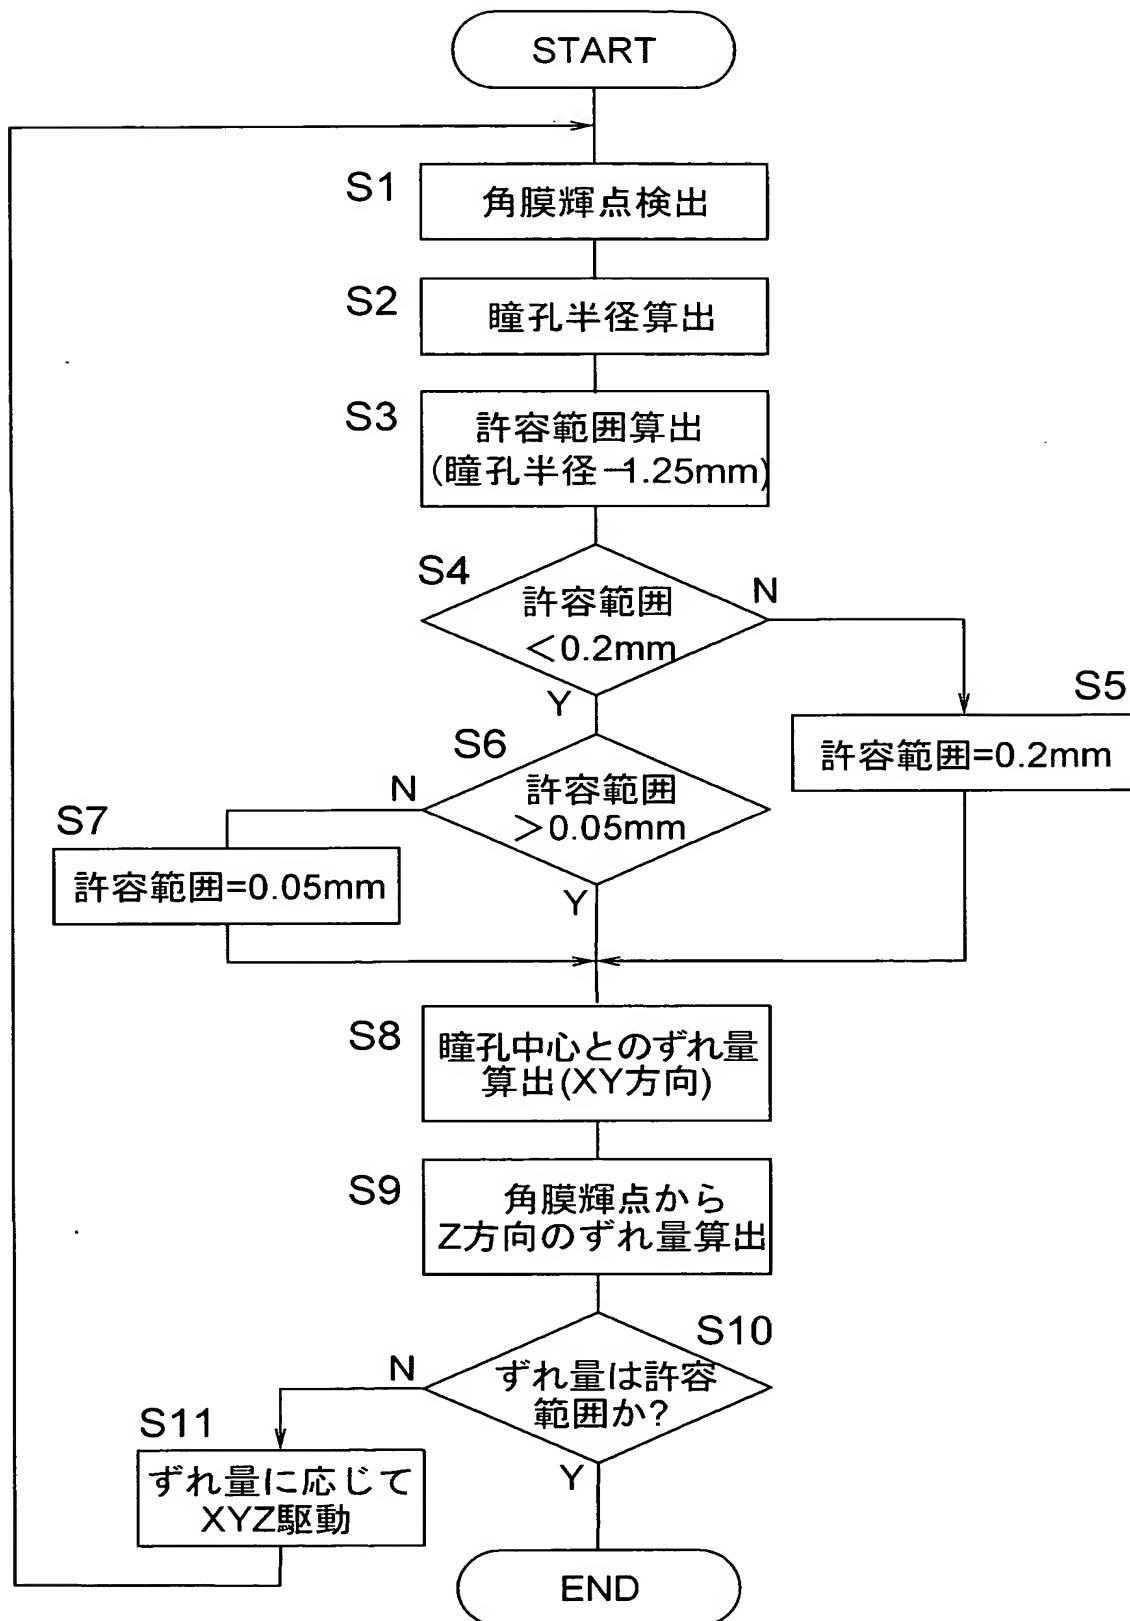 START
S1
角膜輝点検出
S2
瞳孔半径算出
S3
許容範囲算出
(瞳孔半径-1.25mm)
S4
許容範囲
<0.2mm
N
Y
S5
許容範囲=0.2mm
S6
許容範囲
>0.05mm
N
Y
S7
許容範囲=0.05mm
S8
瞳孔中心とのずれ量
算出(XY方向)
S9
角膜輝点から
Z方向のずれ量算出
S10
ずれ量は許容
範囲か?
N
Y
S11
ずれ量に応じて
XYZ駆動
END